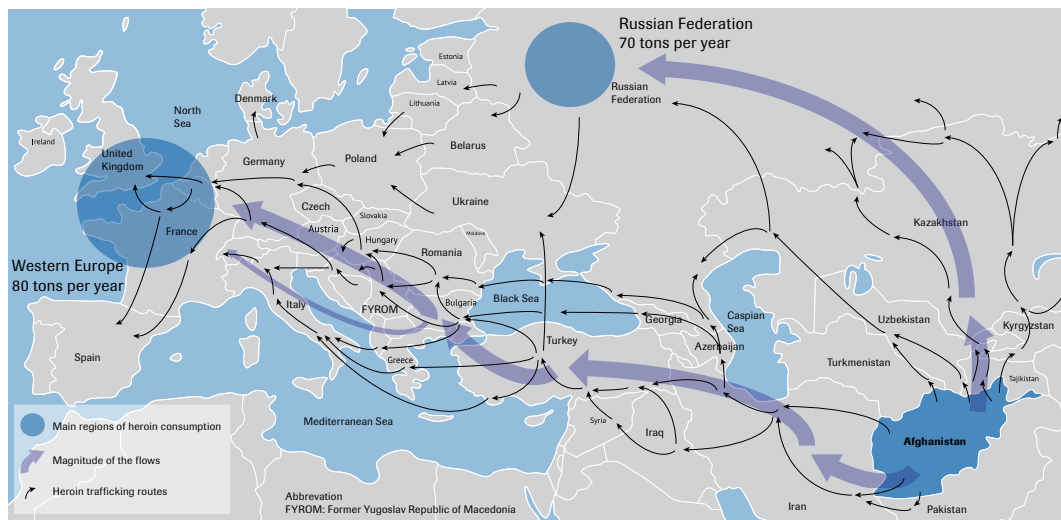 Russian Federation
70 tons per year
Estonia
Latvia
Lithuania
Russian
Federation
Denmark
North
Sea
Ireland
United
Kingdom
Germany
Poland
Belarus
Czech
Slovakia
Ukraine
Kazakhstan
France
Austria
Hungary
Moldova
Romania
Western Europe
80 tons per year
Italy
FYROM
Bulgaria
Black Sea
Georgia
Caspian
Sea
Uzbekistan
Kyrgyzstan
Azerbaijan
Turkey
Spain
Greece
Turkmenistan
Tajikistan
Mediterranean Sea
Syria
Iraq
Afghanistan
Iran
Pakistan
Main regions of heroin consumption
Magnitude of the flows
Heroin trafficking routes
Abbrevation
FYROM: Former Yugoslav Republic of Macedonia